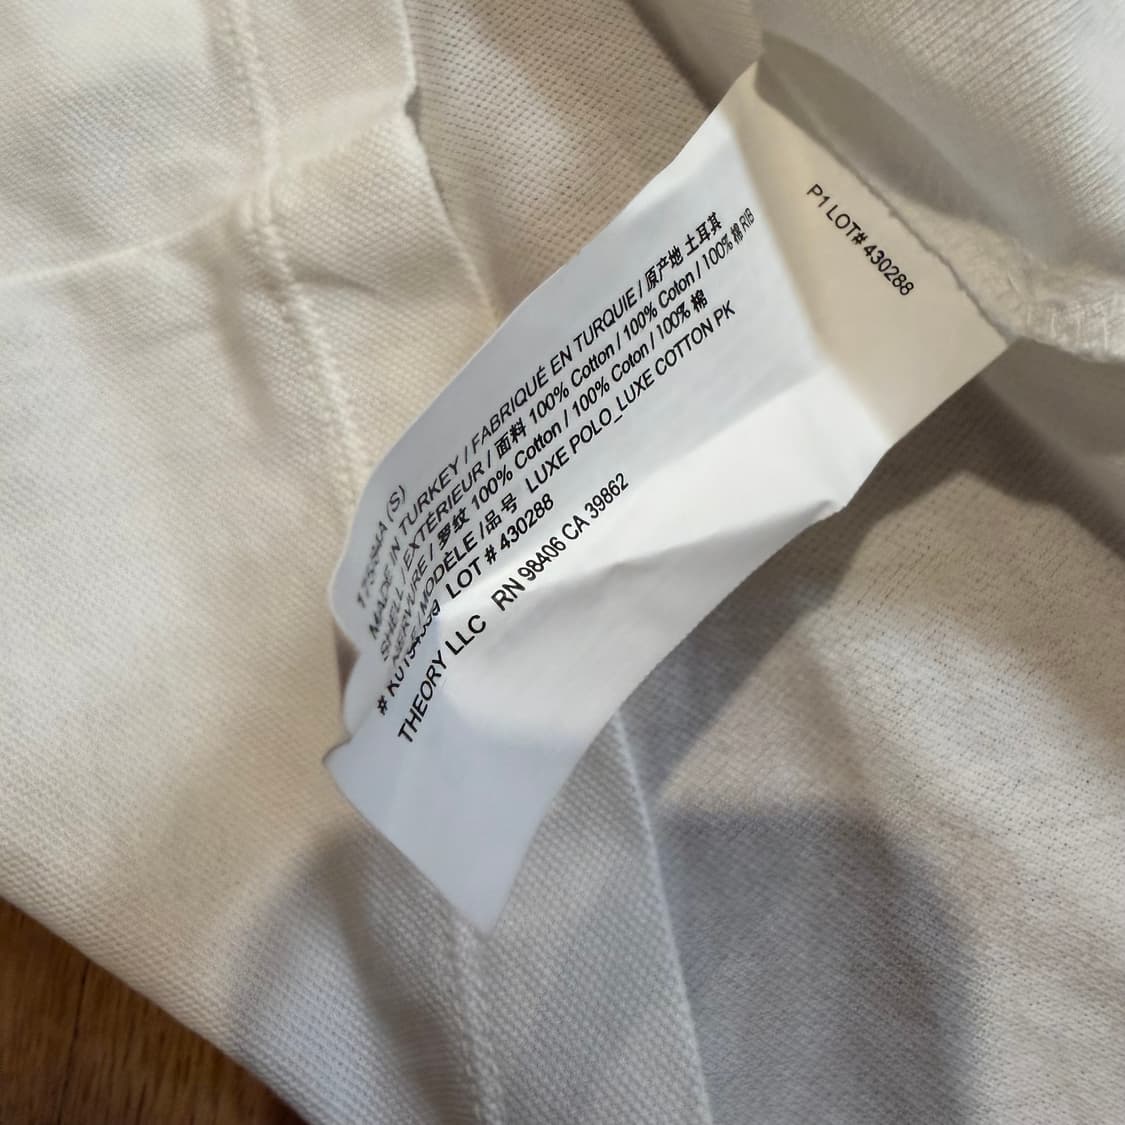 (S)
MADE IN TURKEY / FABRIQUÉ EN TURQUIE / 原产地 土耳其
SHELL / EXTÉRIEUR / 面料 100% Cotton / 100% Coton / 100% 棉 RIB
NERVURE / 罗纹 100% Cotton / 100% Coton / 100% 棉
/ MODÈLE /品号 LUXE POLO_LUXE COTTON PK
# LOT # 430288
THEORY LLC RN 98406 CA 39862
P1 LOT# 430288